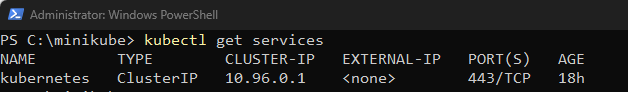 Administrator: Windows PowerShell
PS C:\minikube> kubectl get services
NAME TYPE CLUSTER-IP EXTERNAL-IP PORT(S) AGE
kubernetes ClusterIP 10.96.0.1 <none> 443/TCP 18h